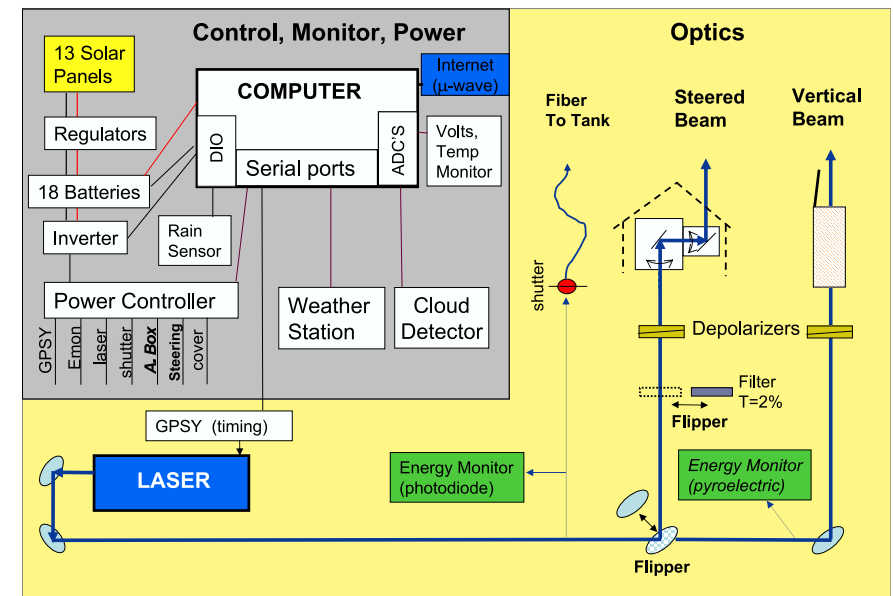 Control, Monitor, Power
Optics
13 Solar
Panels
Regulators
18 Batteries
Inverter
Power Controller
GPSY
Emon
laser
shutter
A. Box
Steering
cover
COMPUTER
DIO
Serial ports
ADC'S
Internet
(μ-wave)
Volts,
Temp
Monitor
Rain
Sensor
Weather
Station
Cloud
Detector
GPSY (timing)
LASER
Fiber
To Tank
Steered
Beam
Vertical
Beam
shutter
Depolarizers
Filter
T=2%
Flipper
Energy Monitor
(photodiode)
Energy Monitor
(pyroelectric)
Flipper